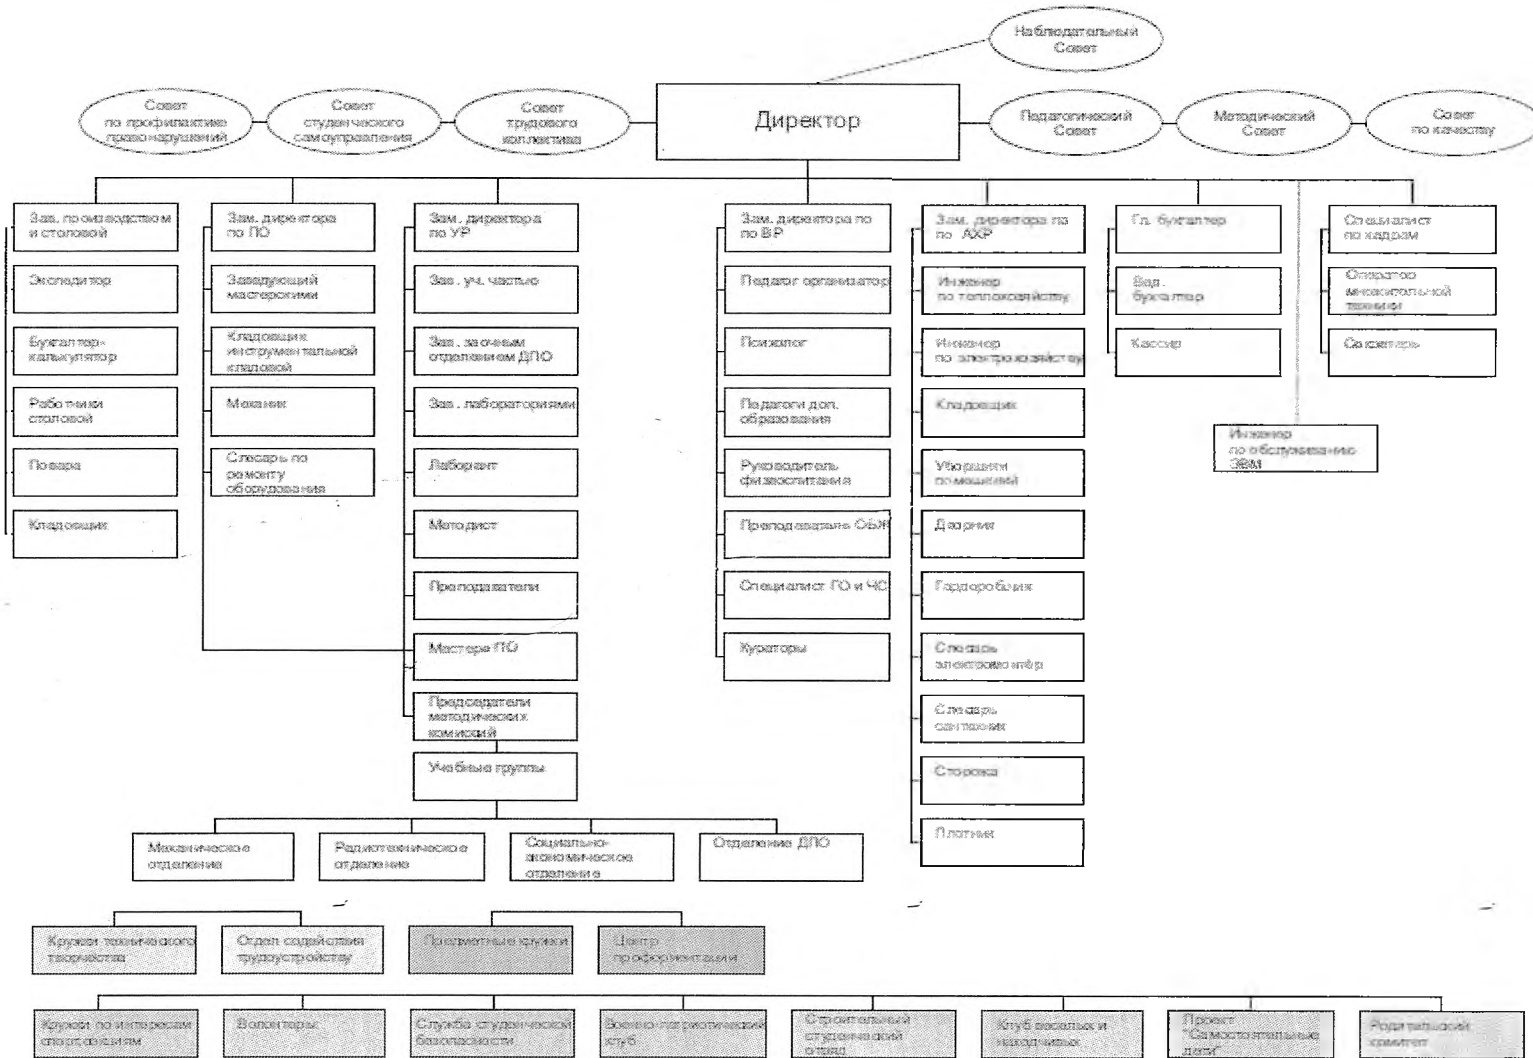 Наблюдательный
Совет
Совет
по профилактике
правонарушений
Совет
студенческого
самоуправления
Совет
трудового
коллектива
Директор
Педагогический
Совет
Методический
Совет
Совет
по качеству
Зав. производством
и столовой
Экспедитор
Бухгалтер-
калькулятор
Работники
столовой
Повара
Кладовщик
Зам. директора
по ПО
Заведующий
мастерскими
Кладовщик
инструментальной
кладовой
Механик
Слесарь по
ремонту
оборудования
Зам. директора
по УР
Зав. уч. частью
Зав. заочным
отделением ДПО
Зав. лабораториями
Лаборант
Методист
Преподаватели
Мастера ПО
Председатели
методических
комиссий
Учебные группы
Механическое
отделение
Радиотехническое
отделение
Социально-
экономическое
отделение
Отделение ДПО
Зам. директора по
по ВР
Педагог организатор
Психолог
Педагоги доп.
образования
Руководитель
физвоспитания
Преподаватель ОБЖ
Специалист ГО и ЧС
Кураторы
Зам. директора по
по АХР
Инженер
по теплохозяйству
Инженер
по электрохозяйству
Кладовщик
Уборщики
помещений
Дворник
Гардеробщик
Слесарь
электромонтёр
Слесарь
сантехник
Сторожа
Плотник
Гл. бухгалтер
Вед.
бухгалтер
Кассир
Инженер
по обслуживанию
ЭВМ
Специалист
по кадрам
Оператор
множительной
техники
Секретарь
Кружки технического
творчества
Отдел содействия
трудоустройству
Предметные кружки
Центр
профориентации
Кружки по интересам
спорт.секциям
Волонтеры
Служба студенческой
безопасности
Военно-патриотический
клуб
Строительный
студенческий
отряд
Клуб веселых и
находчивых
Проект
"Самостоятельные
дети"
Родительский
комитет